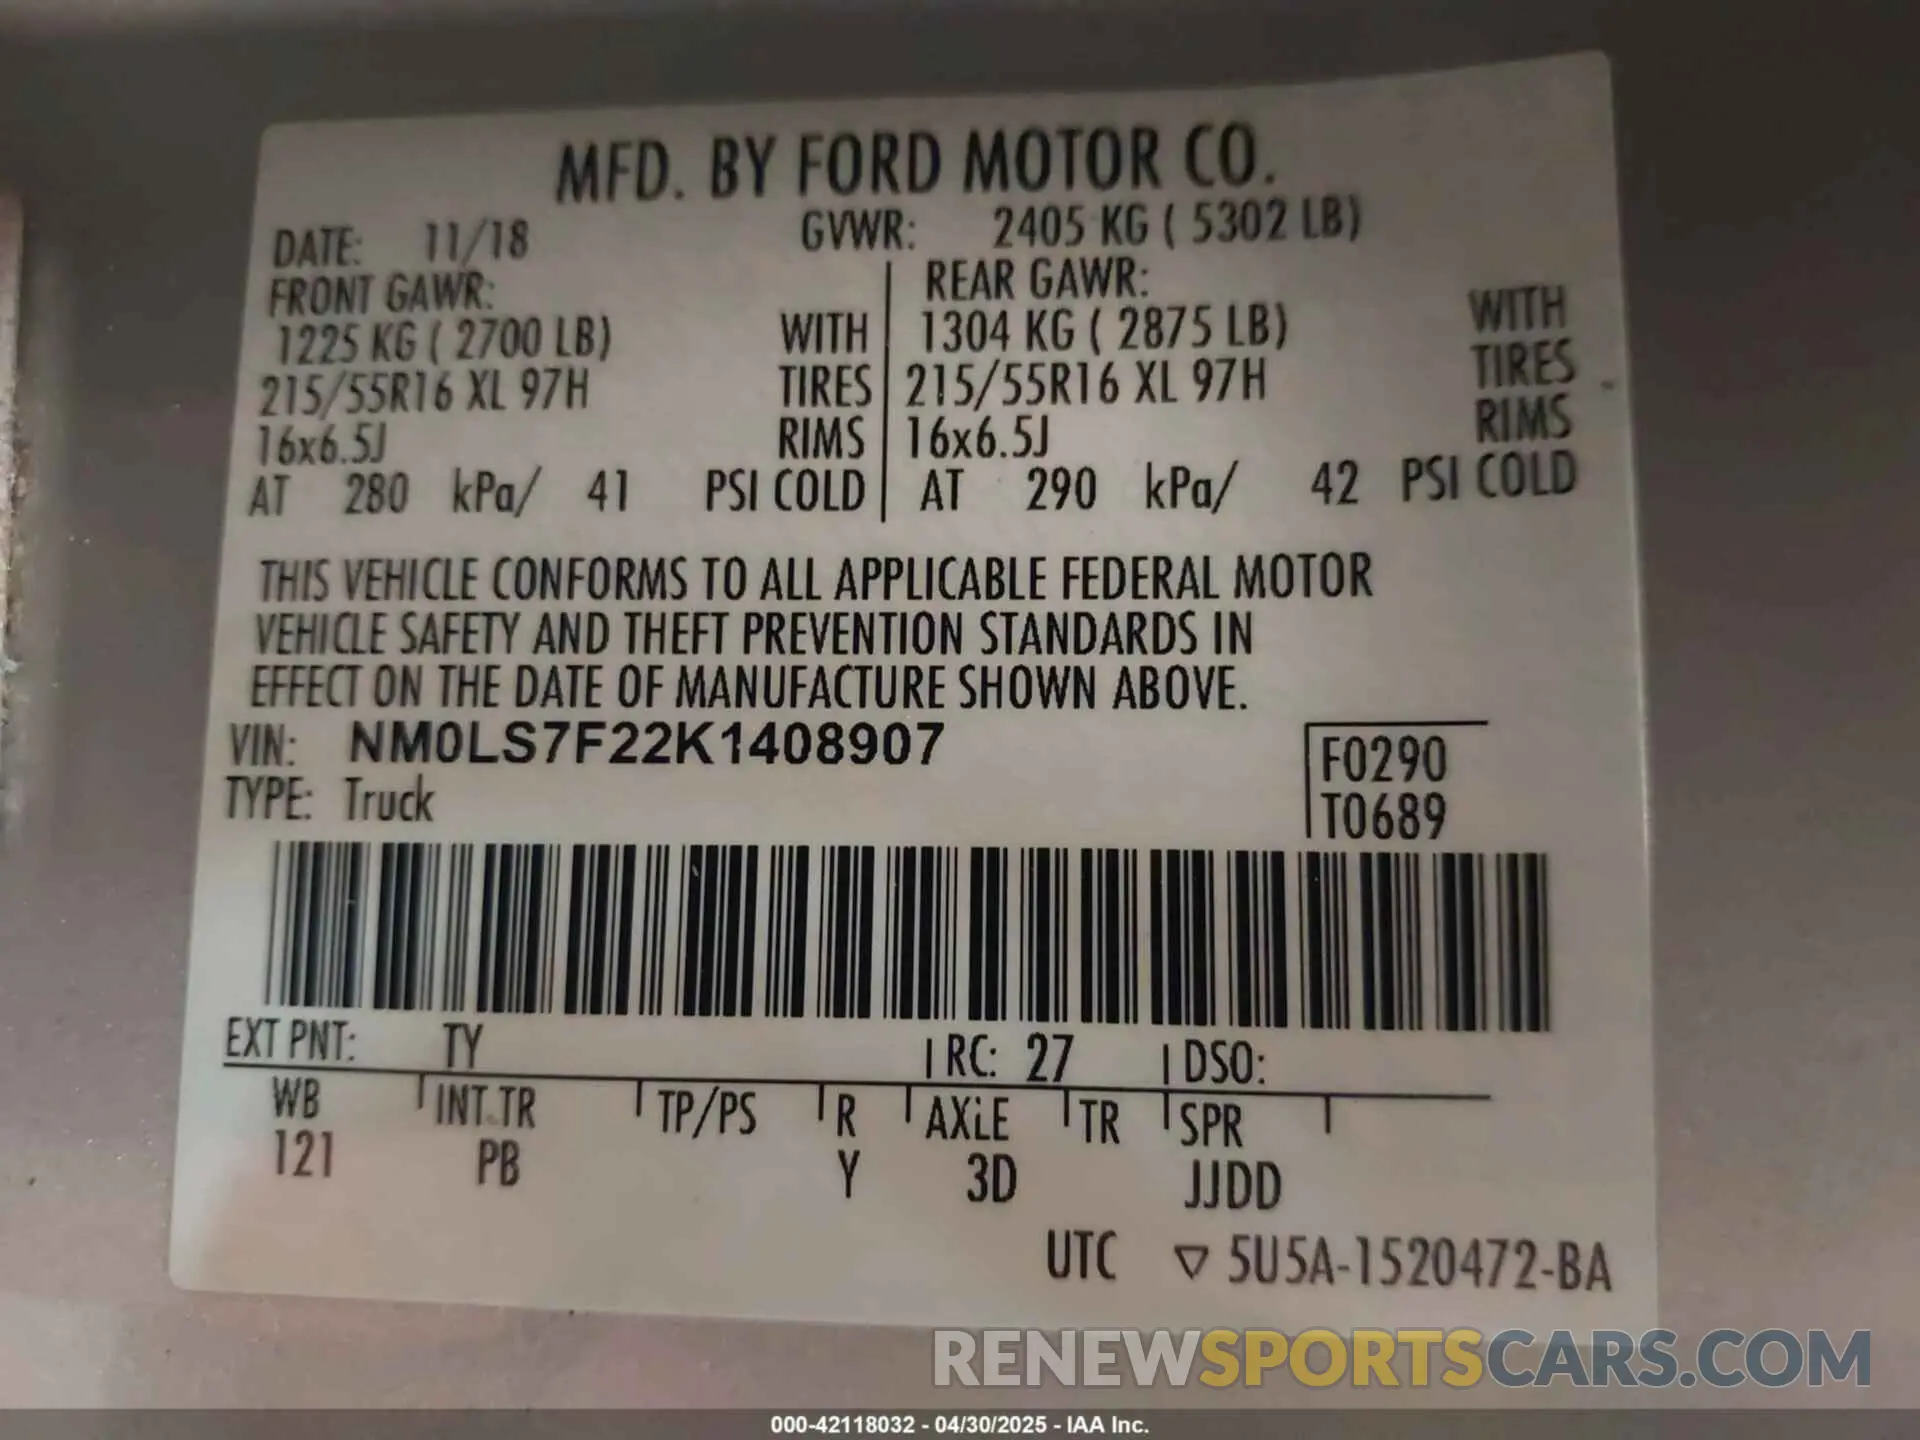 MFD. BY FORD MOTOR CO.
DATE: 11/18 GVWR: 2405 KG ( 5302 LB)
FRONT GAWR: REAR GAWR:
1225 KG ( 2700 LB) WITH 1304 KG ( 2875 LB) WITH
215/55R16 XL 97H TIRES 215/55R16 XL 97H TIRES
16x6.5J RIMS 16x6.5J RIMS
AT 280 kPa/ 41 PSI COLD AT 290 kPa/ 42 PSI COLD
THIS VEHICLE CONFORMS TO ALL APPLICABLE FEDERAL MOTOR
VEHICLE SAFETY AND THEFT PREVENTION STANDARDS IN
EFFECT ON THE DATE OF MANUFACTURE SHOWN ABOVE.
VIN: NM0LS7F22K1408907 F0290
TYPE: Truck T0689
EXT PNT: TY RC: 27 DSO:
WB INT TR TP/PS R AXLE TR SPR
121 PB Y 3D JJDD
UTC ▽ 5U5A-1520472-BA
RENEWSPORTSCARS.COM
000-42118032 - 04/30/2025 - IAA Inc.